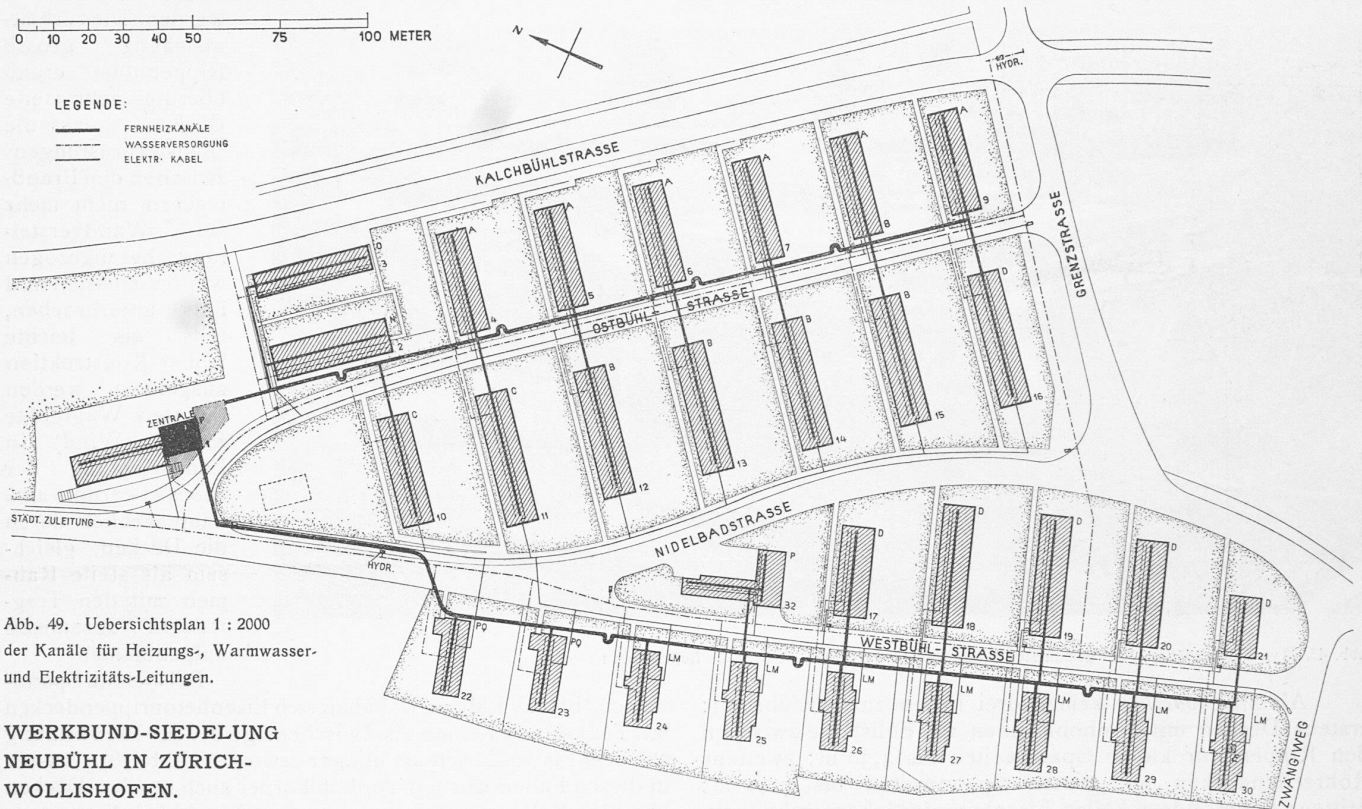 0 10 20 30 40 50 75 100 METER
N
HYDR.
LEGENDE:
FERNHEIZKANÄLE
WASSERVERSORGUNG
ELEKTR. KABEL
KALCHBÜHLSTRASSE
GRENZSTRASSE
OSTBÜHL-STRASSE
D
3
N
2
A
4
A
5
A
6
A
7
A
8
A
9
ZENTRALE
P
1
C
10
C
11
B
12
B
13
B
14
B
15
D
16
STÄDT. ZULEITUNG
HYDR.
NIDELBADSTRASSE
P
32
D
17
D
18
D
19
D
20
D
21
WESTBÜHL-STRASSE
PQ
22
PQ
23
LM
24
LM
25
LM
26
LM
27
LM
28
LM
29
LM
30
ZWÄNGIWEG
Abb. 49. Uebersichtsplan 1 : 2000
der Kanäle für Heizungs-, Warmwasser-
und Elektrizitäts-Leitungen.
WERKBUND-SIEDELUNG
NEUBÜHL IN ZÜRICH-
WOLLISHOFEN.